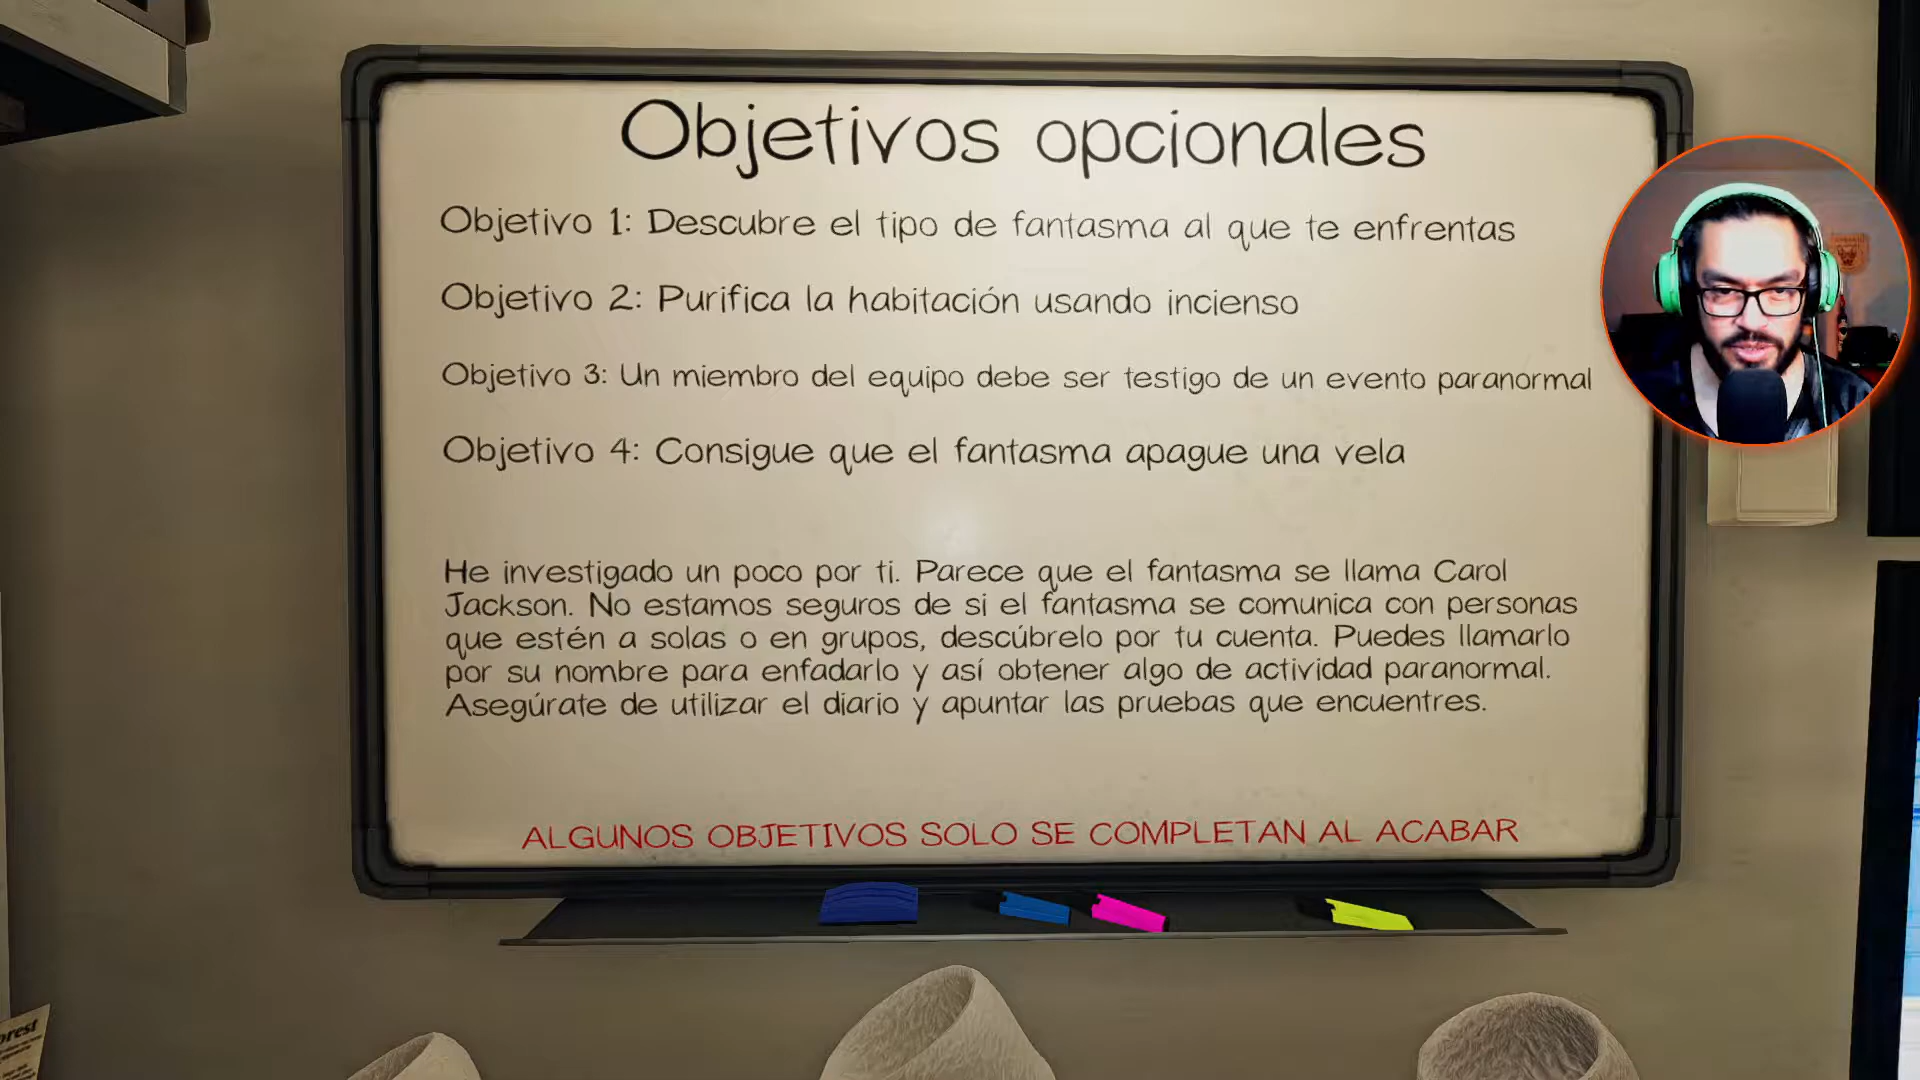 Objetivos opcionales
Objetivo 1: Descubre el tipo de fantasma al que te enfrentas
Objetivo 2: Purifica la habitación usando incienso
Objetivo 3: Un miembro del equipo debe ser testigo de un evento paranormal
Objetivo 4: Consigue que el fantasma apague una vela
He investigado un poco por ti. Parece que el fantasma se llama Carol
Jackson. No estamos seguros de si el fantasma se comunica con personas
que estén a solas o en grupos, descúbrelo por tu cuenta. Puedes llamarlo
por su nombre para enfadarlo y así obtener algo de actividad paranormal.
Asegúrate de utilizar el diario y apuntar las pruebas que encuentres.
ALGUNOS OBJETIVOS SOLO SE COMPLETAN AL ACABAR